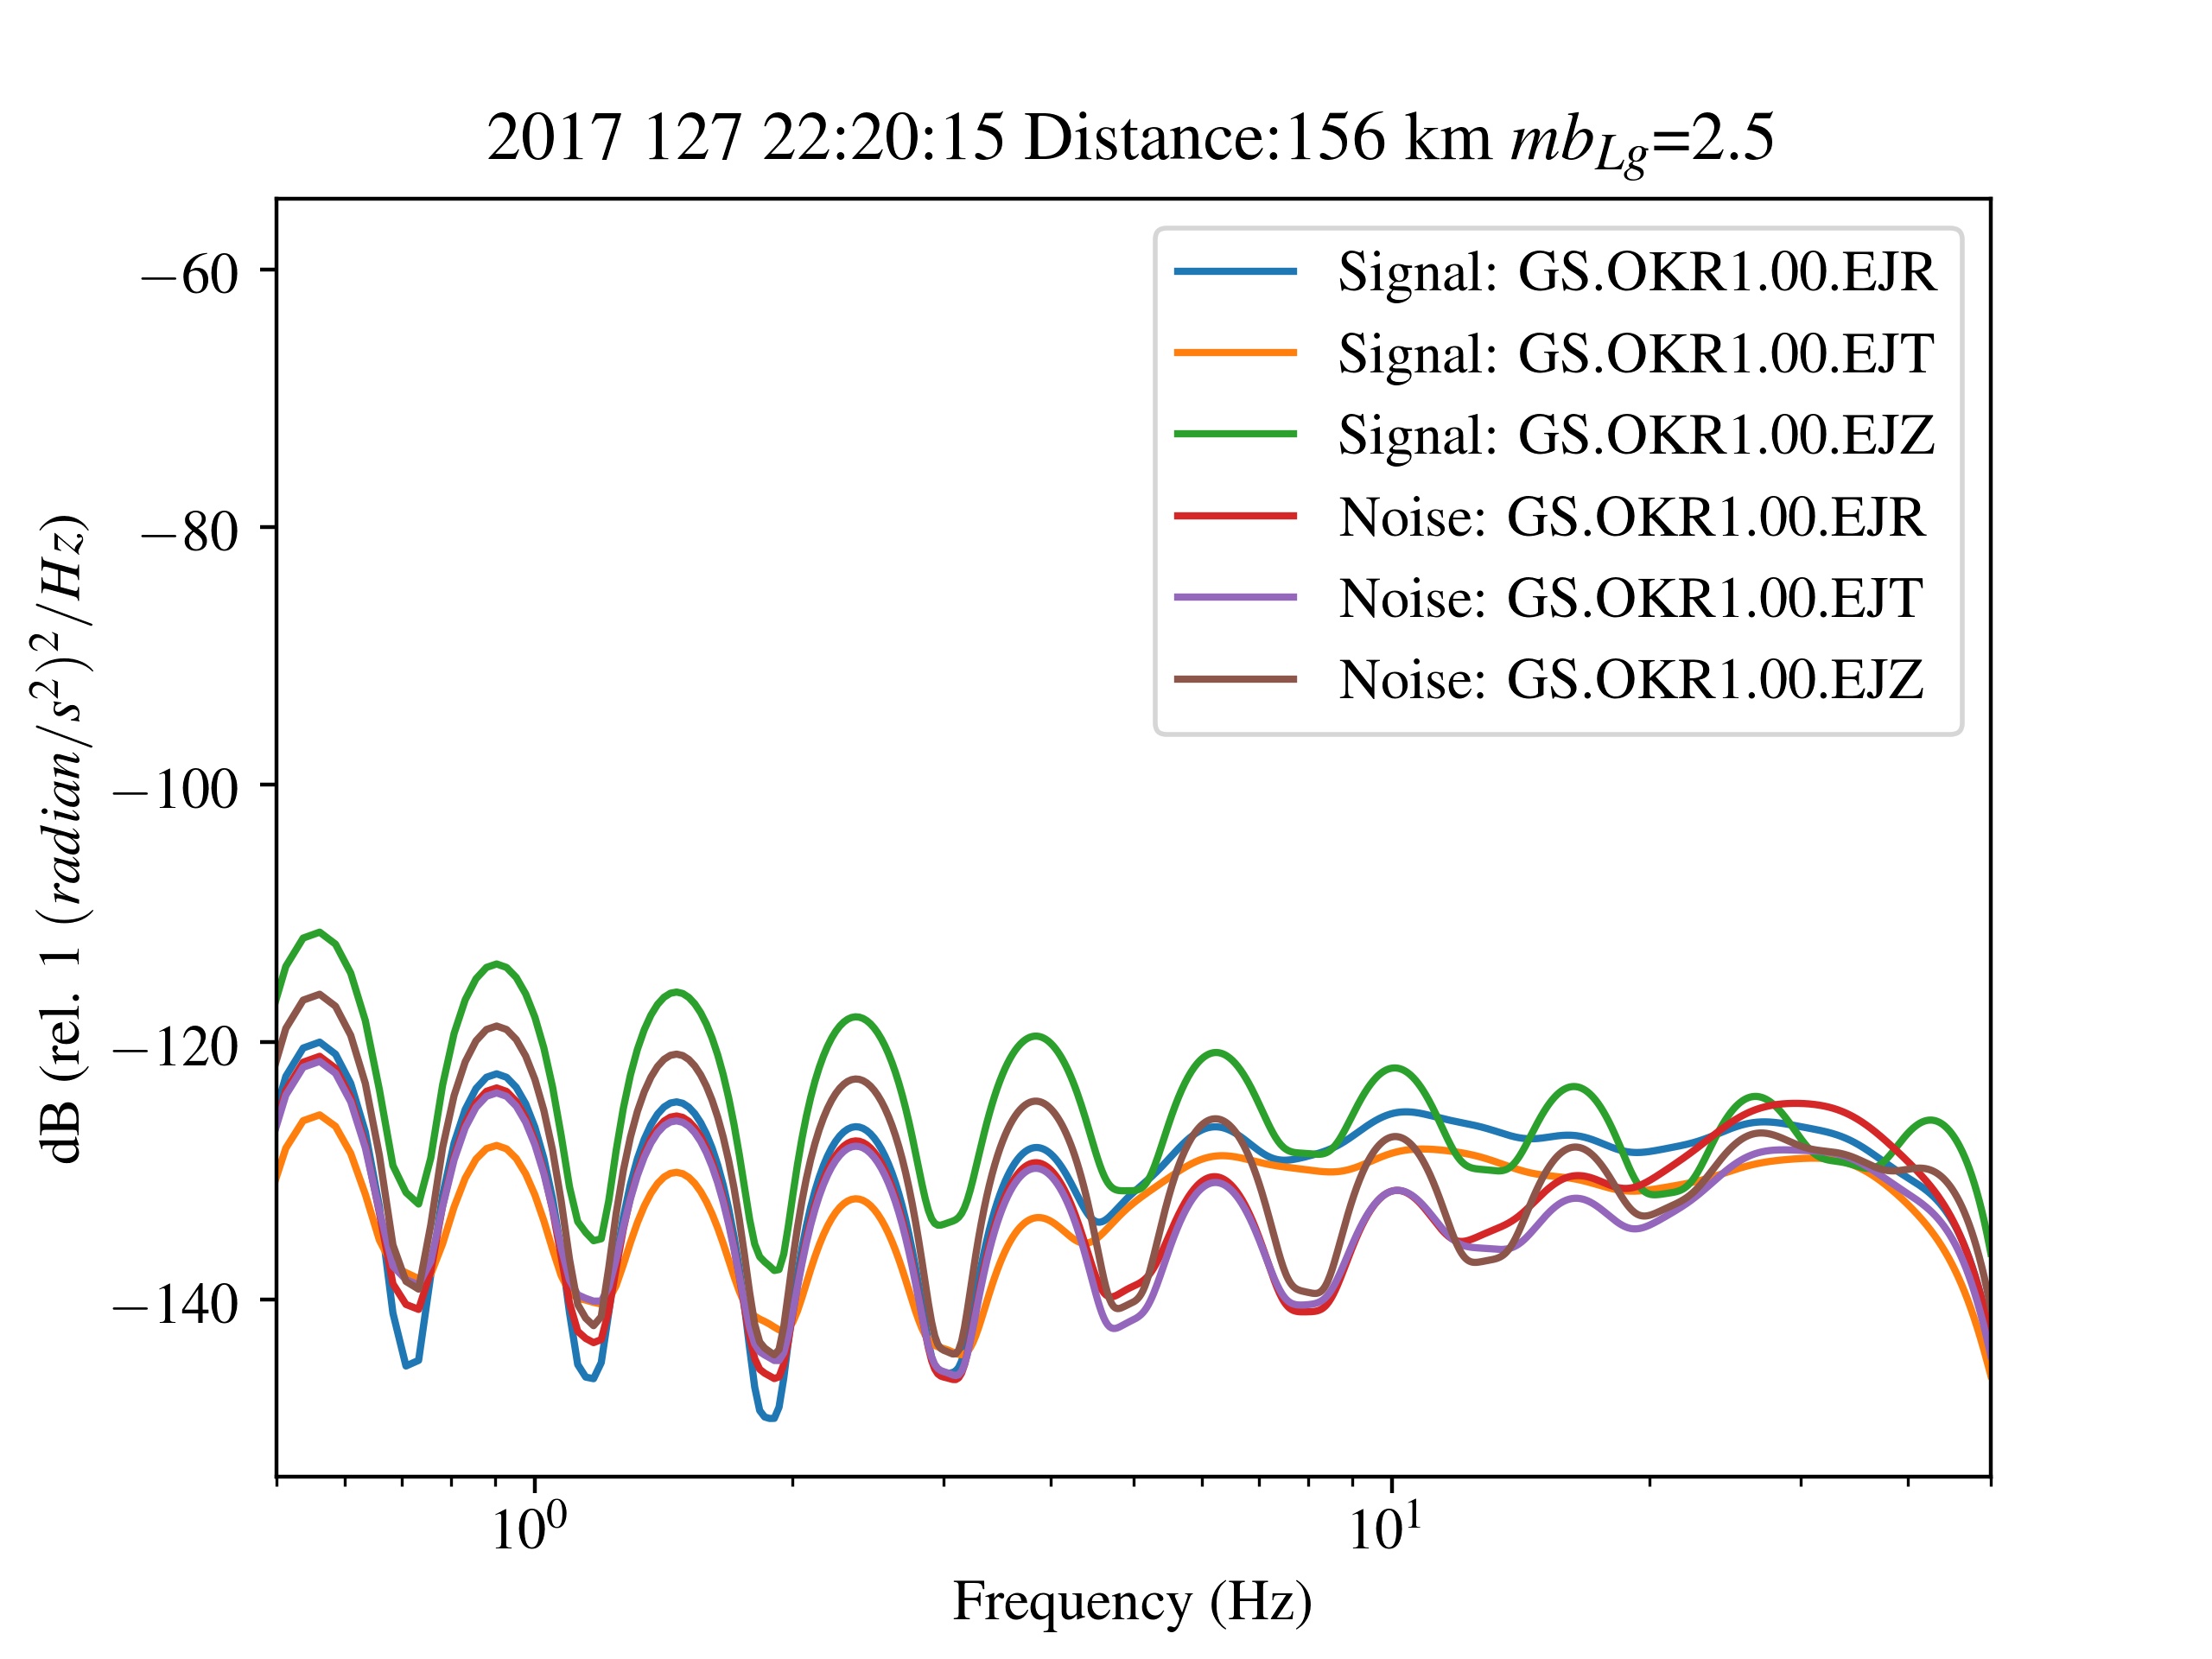 2017 127 22:20:15 Distance:156 km mb_Lg=2.5
dB (rel. 1 (radian/s²)²/Hz)
−60
−80
−100
−120
−140
Signal: GS.OKR1.00.EJR
Signal: GS.OKR1.00.EJT
Signal: GS.OKR1.00.EJZ
Noise: GS.OKR1.00.EJR
Noise: GS.OKR1.00.EJT
Noise: GS.OKR1.00.EJZ
10⁰ 10¹
Frequency (Hz)